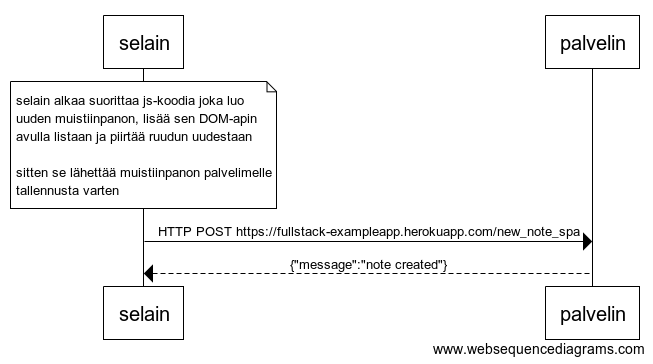 selain
palvelin
selain alkaa suorittaa js-koodia joka luo
uuden muistiinpanon, lisää sen DOM-apin
avulla listaan ja piirtää ruudun uudestaan
sitten se lähettää muistiinpanon palvelimelle
tallennusta varten
HTTP POST https://fullstack-exampleapp.herokuapp.com/new_note_spa
{"message":"note created"}
selain
palvelin
www.websequencediagrams.com